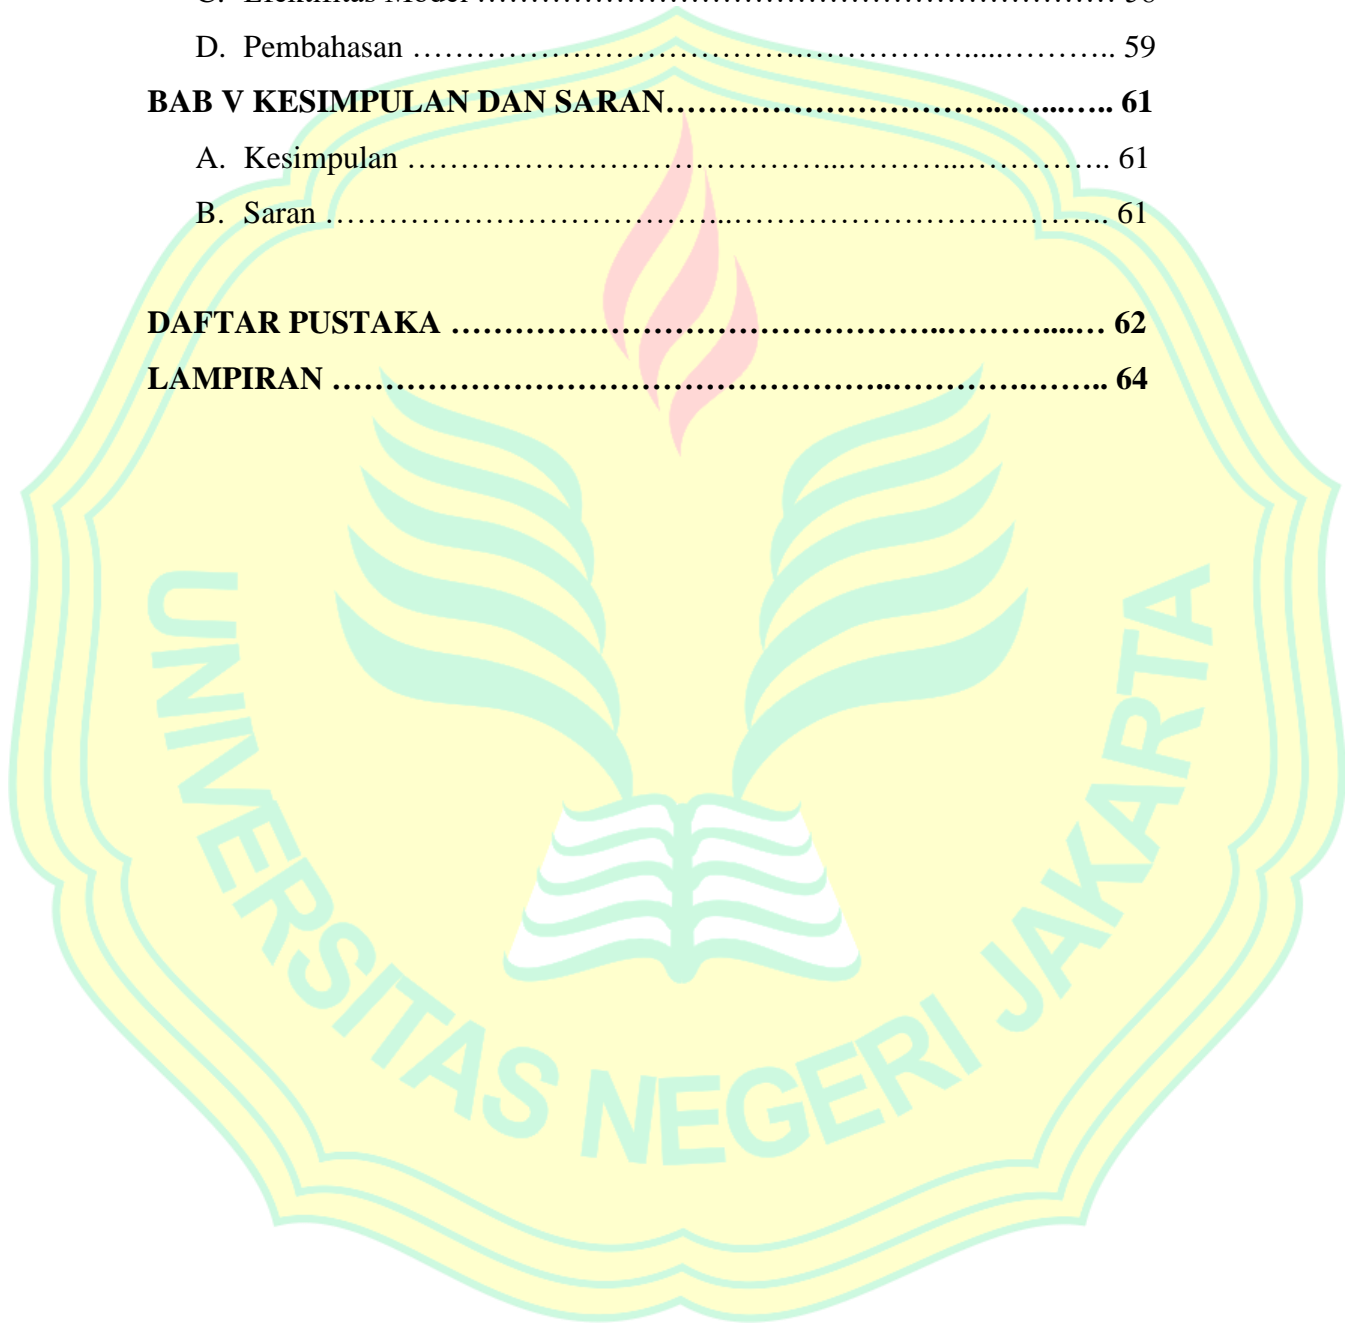 D. Pembahasan ……………………………………………………….. 59
BAB V KESIMPULAN DAN SARAN……………………………………….. 61
A. Kesimpulan ……………………………………………………….. 61
B. Saran ……………………………………………………………….. 61
DAFTAR PUSTAKA ……………………………………………………… 62
LAMPIRAN ……………………………………………………………….. 64
UNIVERSITAS NEGERI JAKARTA